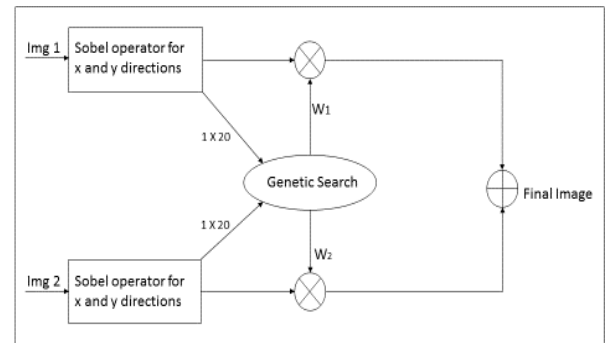 Img 1
Sobel operator for
x and y directions
W1
1 X 20
Genetic Search
Final Image
1 X 20
W2
Img 2
Sobel operator for
x and y directions